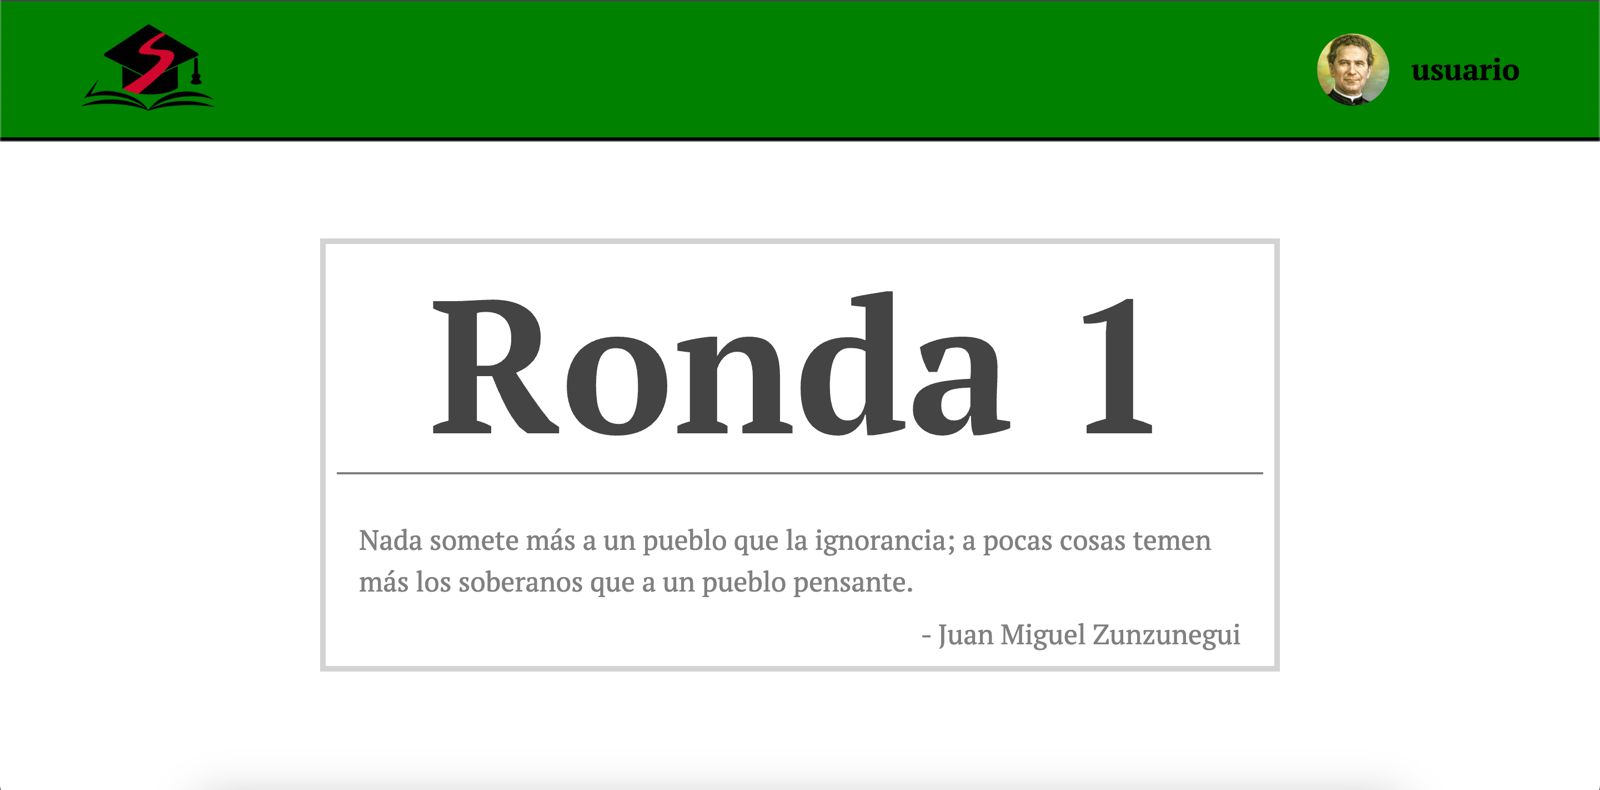 usuario
Ronda 1
Nada somete más a un pueblo que la ignorancia; a pocas cosas temen
más los soberanos que a un pueblo pensante.
- Juan Miguel Zunzunegui